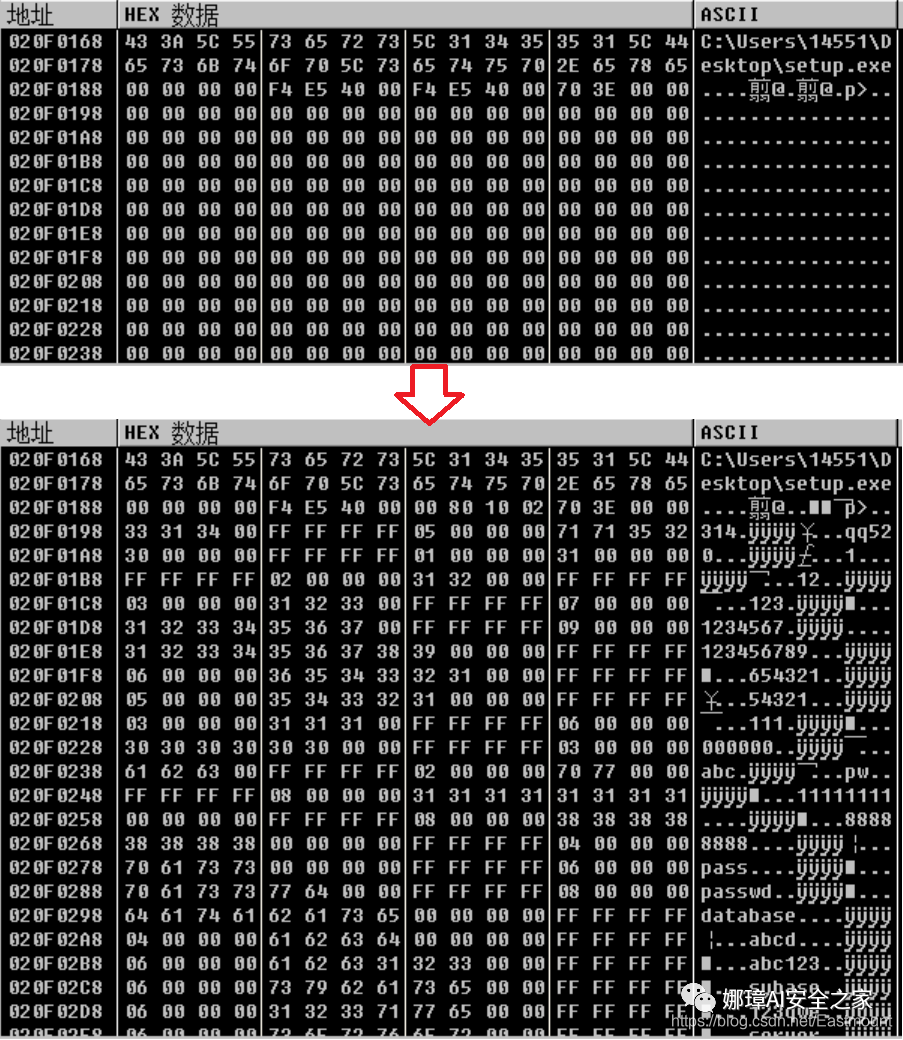 地址 HEX 数据 ASCII
020F0168 43 3A 5C 55 73 65 72 73 5C 31 34 35 35 31 5C 44 C:\Users\14551\D
020F0178 65 73 6B 74 6F 70 5C 73 65 74 75 70 2E 65 78 65 esktop\setup.exe
020F0188 00 00 00 00 F4 E5 40 00 F4 E5 40 00 70 3E 00 00 ....翦@.翦@.p>..
020F0198 00 00 00 00 00 00 00 00 00 00 00 00 00 00 00 00 ................
020F01A8 00 00 00 00 00 00 00 00 00 00 00 00 00 00 00 00 ................
020F01B8 00 00 00 00 00 00 00 00 00 00 00 00 00 00 00 00 ................
020F01C8 00 00 00 00 00 00 00 00 00 00 00 00 00 00 00 00 ................
020F01D8 00 00 00 00 00 00 00 00 00 00 00 00 00 00 00 00 ................
020F01E8 00 00 00 00 00 00 00 00 00 00 00 00 00 00 00 00 ................
020F01F8 00 00 00 00 00 00 00 00 00 00 00 00 00 00 00 00 ................
020F0208 00 00 00 00 00 00 00 00 00 00 00 00 00 00 00 00 ................
020F0218 00 00 00 00 00 00 00 00 00 00 00 00 00 00 00 00 ................
020F0228 00 00 00 00 00 00 00 00 00 00 00 00 00 00 00 00 ................
020F0238 00 00 00 00 00 00 00 00 00 00 00 00 00 00 00 00 ................
地址 HEX 数据 ASCII
020F0168 43 3A 5C 55 73 65 72 73 5C 31 34 35 35 31 5C 44 C:\Users\14551\D
020F0178 65 73 6B 74 6F 70 5C 73 65 74 75 70 2E 65 78 65 esktop\setup.exe
020F0188 00 00 00 00 F4 E5 40 00 00 80 10 02 70 3E 00 00 ....翦@..■■¯p>..
020F0198 33 31 34 00 FF FF FF FF 05 00 00 00 71 71 35 32 314.ÿÿÿÿ¥...qq52
020F01A8 30 00 00 00 FF FF FF FF 01 00 00 00 31 00 00 00 0...ÿÿÿÿ£...1...
020F01B8 FF FF FF FF 02 00 00 00 31 32 00 00 FF FF FF FF ÿÿÿÿ¯...12..ÿÿÿÿ
020F01C8 03 00 00 00 31 32 33 00 FF FF FF FF 07 00 00 00 ¯...123.ÿÿÿÿ■...
020F01D8 31 32 33 34 35 36 37 00 FF FF FF FF 09 00 00 00 1234567.ÿÿÿÿ....
020F01E8 31 32 33 34 35 36 37 38 39 00 00 00 FF FF FF FF 123456789...ÿÿÿÿ
020F01F8 06 00 00 00 36 35 34 33 32 31 00 00 FF FF FF FF ■...654321..ÿÿÿÿ
020F0208 05 00 00 00 35 34 33 32 31 00 00 00 FF FF FF FF ¥...54321...ÿÿÿÿ
020F0218 03 00 00 00 31 31 31 00 FF FF FF FF 06 00 00 00 ¯...111.ÿÿÿÿ■...
020F0228 30 30 30 30 30 30 00 00 FF FF FF FF 03 00 00 00 000000..ÿÿÿÿ¯...
020F0238 61 62 63 00 FF FF FF FF 02 00 00 00 70 77 00 00 abc.ÿÿÿÿ¯...pw..
020F0248 FF FF FF FF 08 00 00 00 31 31 31 31 31 31 31 31 ÿÿÿÿ■...11111111
020F0258 00 00 00 00 FF FF FF FF 08 00 00 00 38 38 38 38 ....ÿÿÿÿ■...8888
020F0268 38 38 38 38 00 00 00 00 FF FF FF FF 04 00 00 00 8888....ÿÿÿÿ¦...
020F0278 70 61 73 73 00 00 00 00 FF FF FF FF 06 00 00 00 pass....ÿÿÿÿ■...
020F0288 70 61 73 73 77 64 00 00 FF FF FF FF 08 00 00 00 passwd..ÿÿÿÿ■...
020F0298 64 61 74 61 62 61 73 65 00 00 00 00 FF FF FF FF database....ÿÿÿÿ
020F02A8 04 00 00 00 61 62 63 64 00 00 00 00 FF FF FF FF ¦...abcd....ÿÿÿÿ
020F02B8 06 00 00 00 61 62 63 31 32 33 00 00 FF FF FF FF ■...abc123..ÿÿÿÿ
020F02C8 06 00 00 00 73 79 62 61 73 65 00 00 FF FF FF FF
020F02D8 06 00 00 00 31 32 33 71 77 65 00 00 FF FF FF FF
娜璋AI安全之家
https://blog.csdn.net/Eastmount